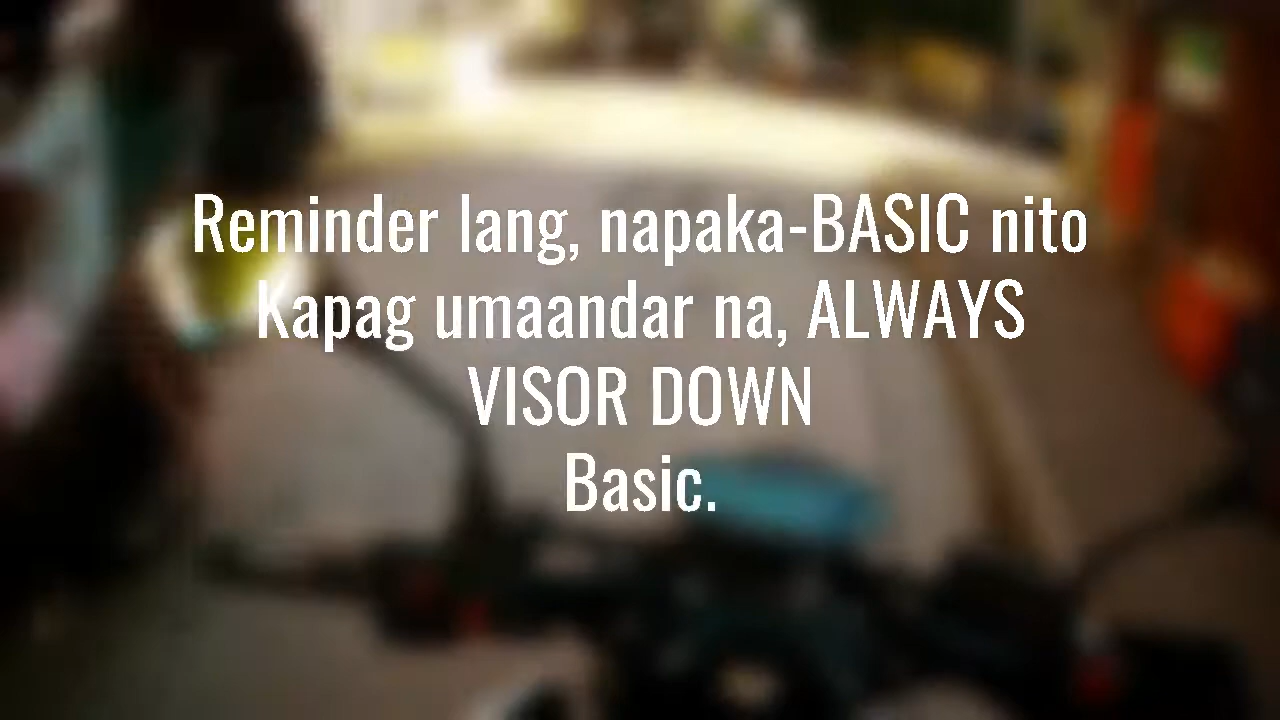 Reminder lang, napaka-BASIC nito
Kapag umaandar na, ALWAYS
VISOR DOWN
Basic.